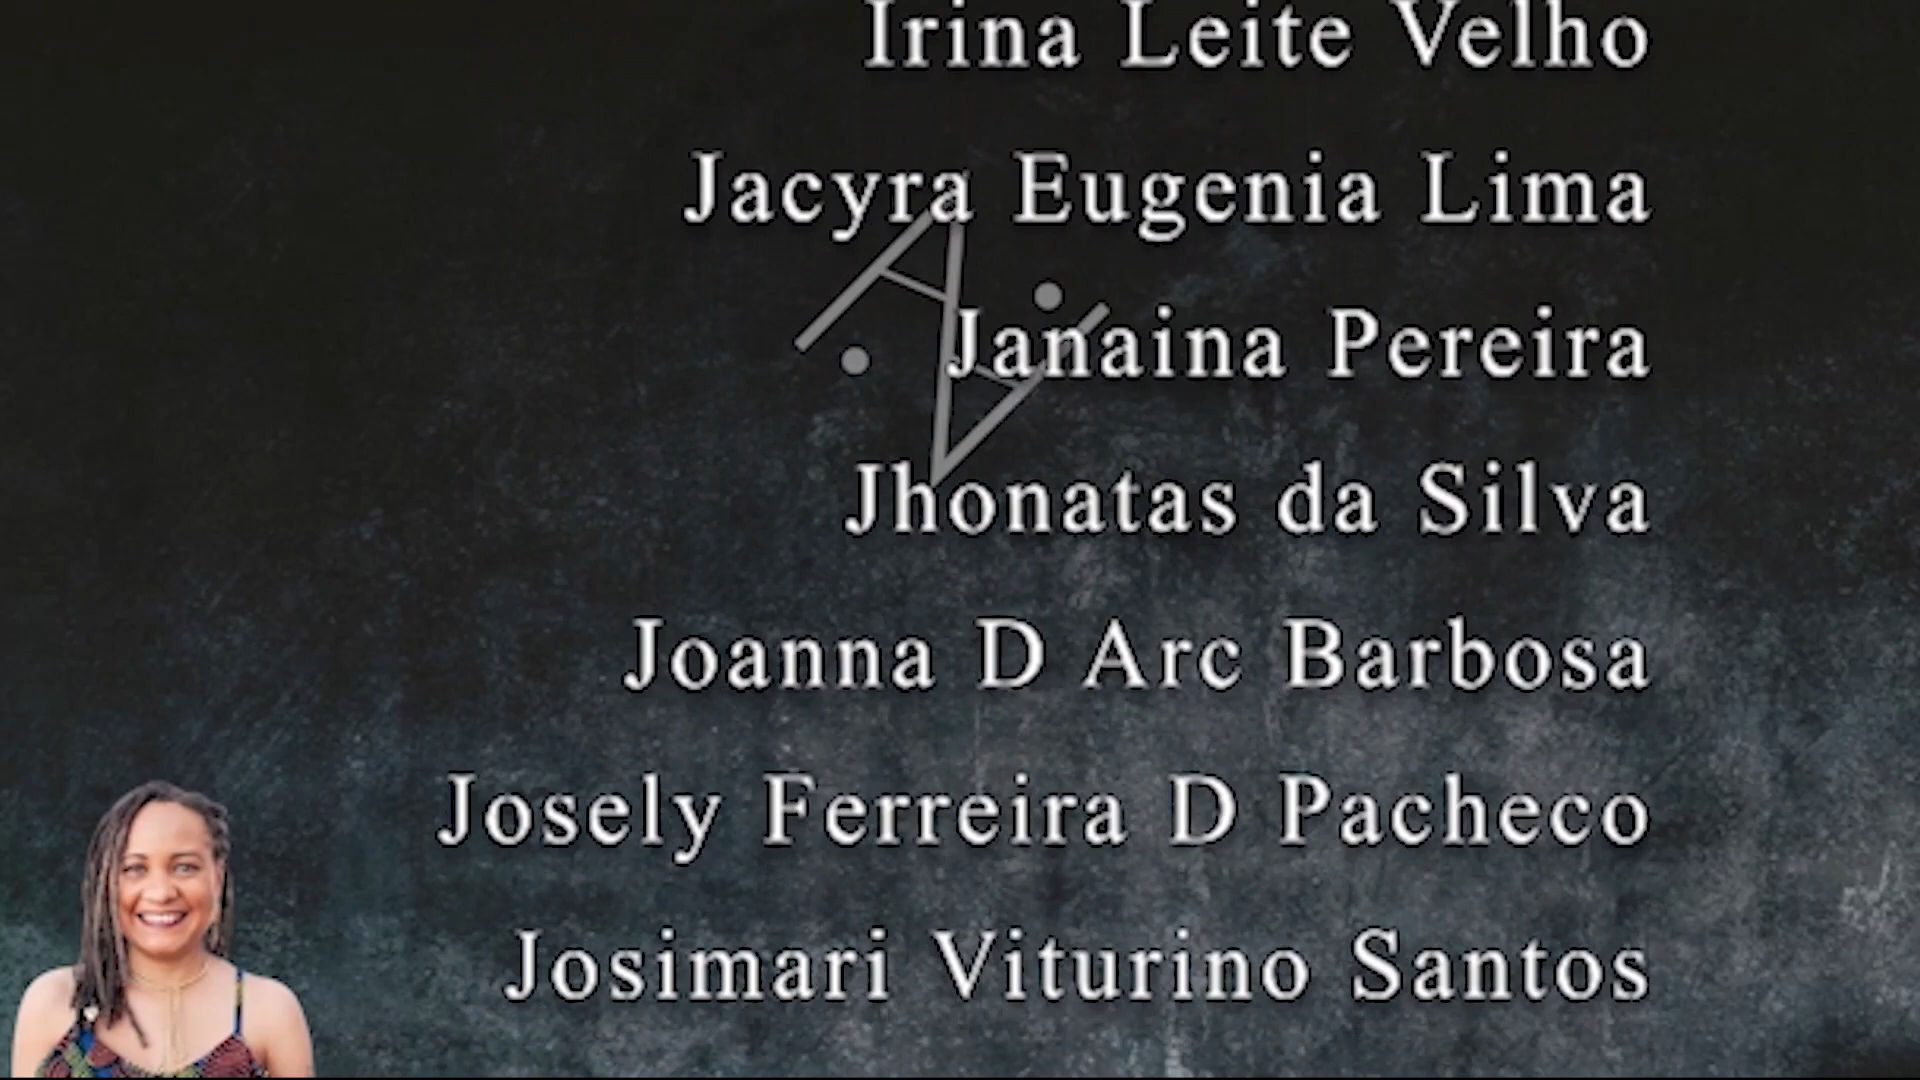 Irina Leite Velho
Jacyra Eugenia Lima
Janaina Pereira
Jhonatas da Silva
Joanna D Arc Barbosa
Josely Ferreira D Pacheco
Josimari Viturino Santos